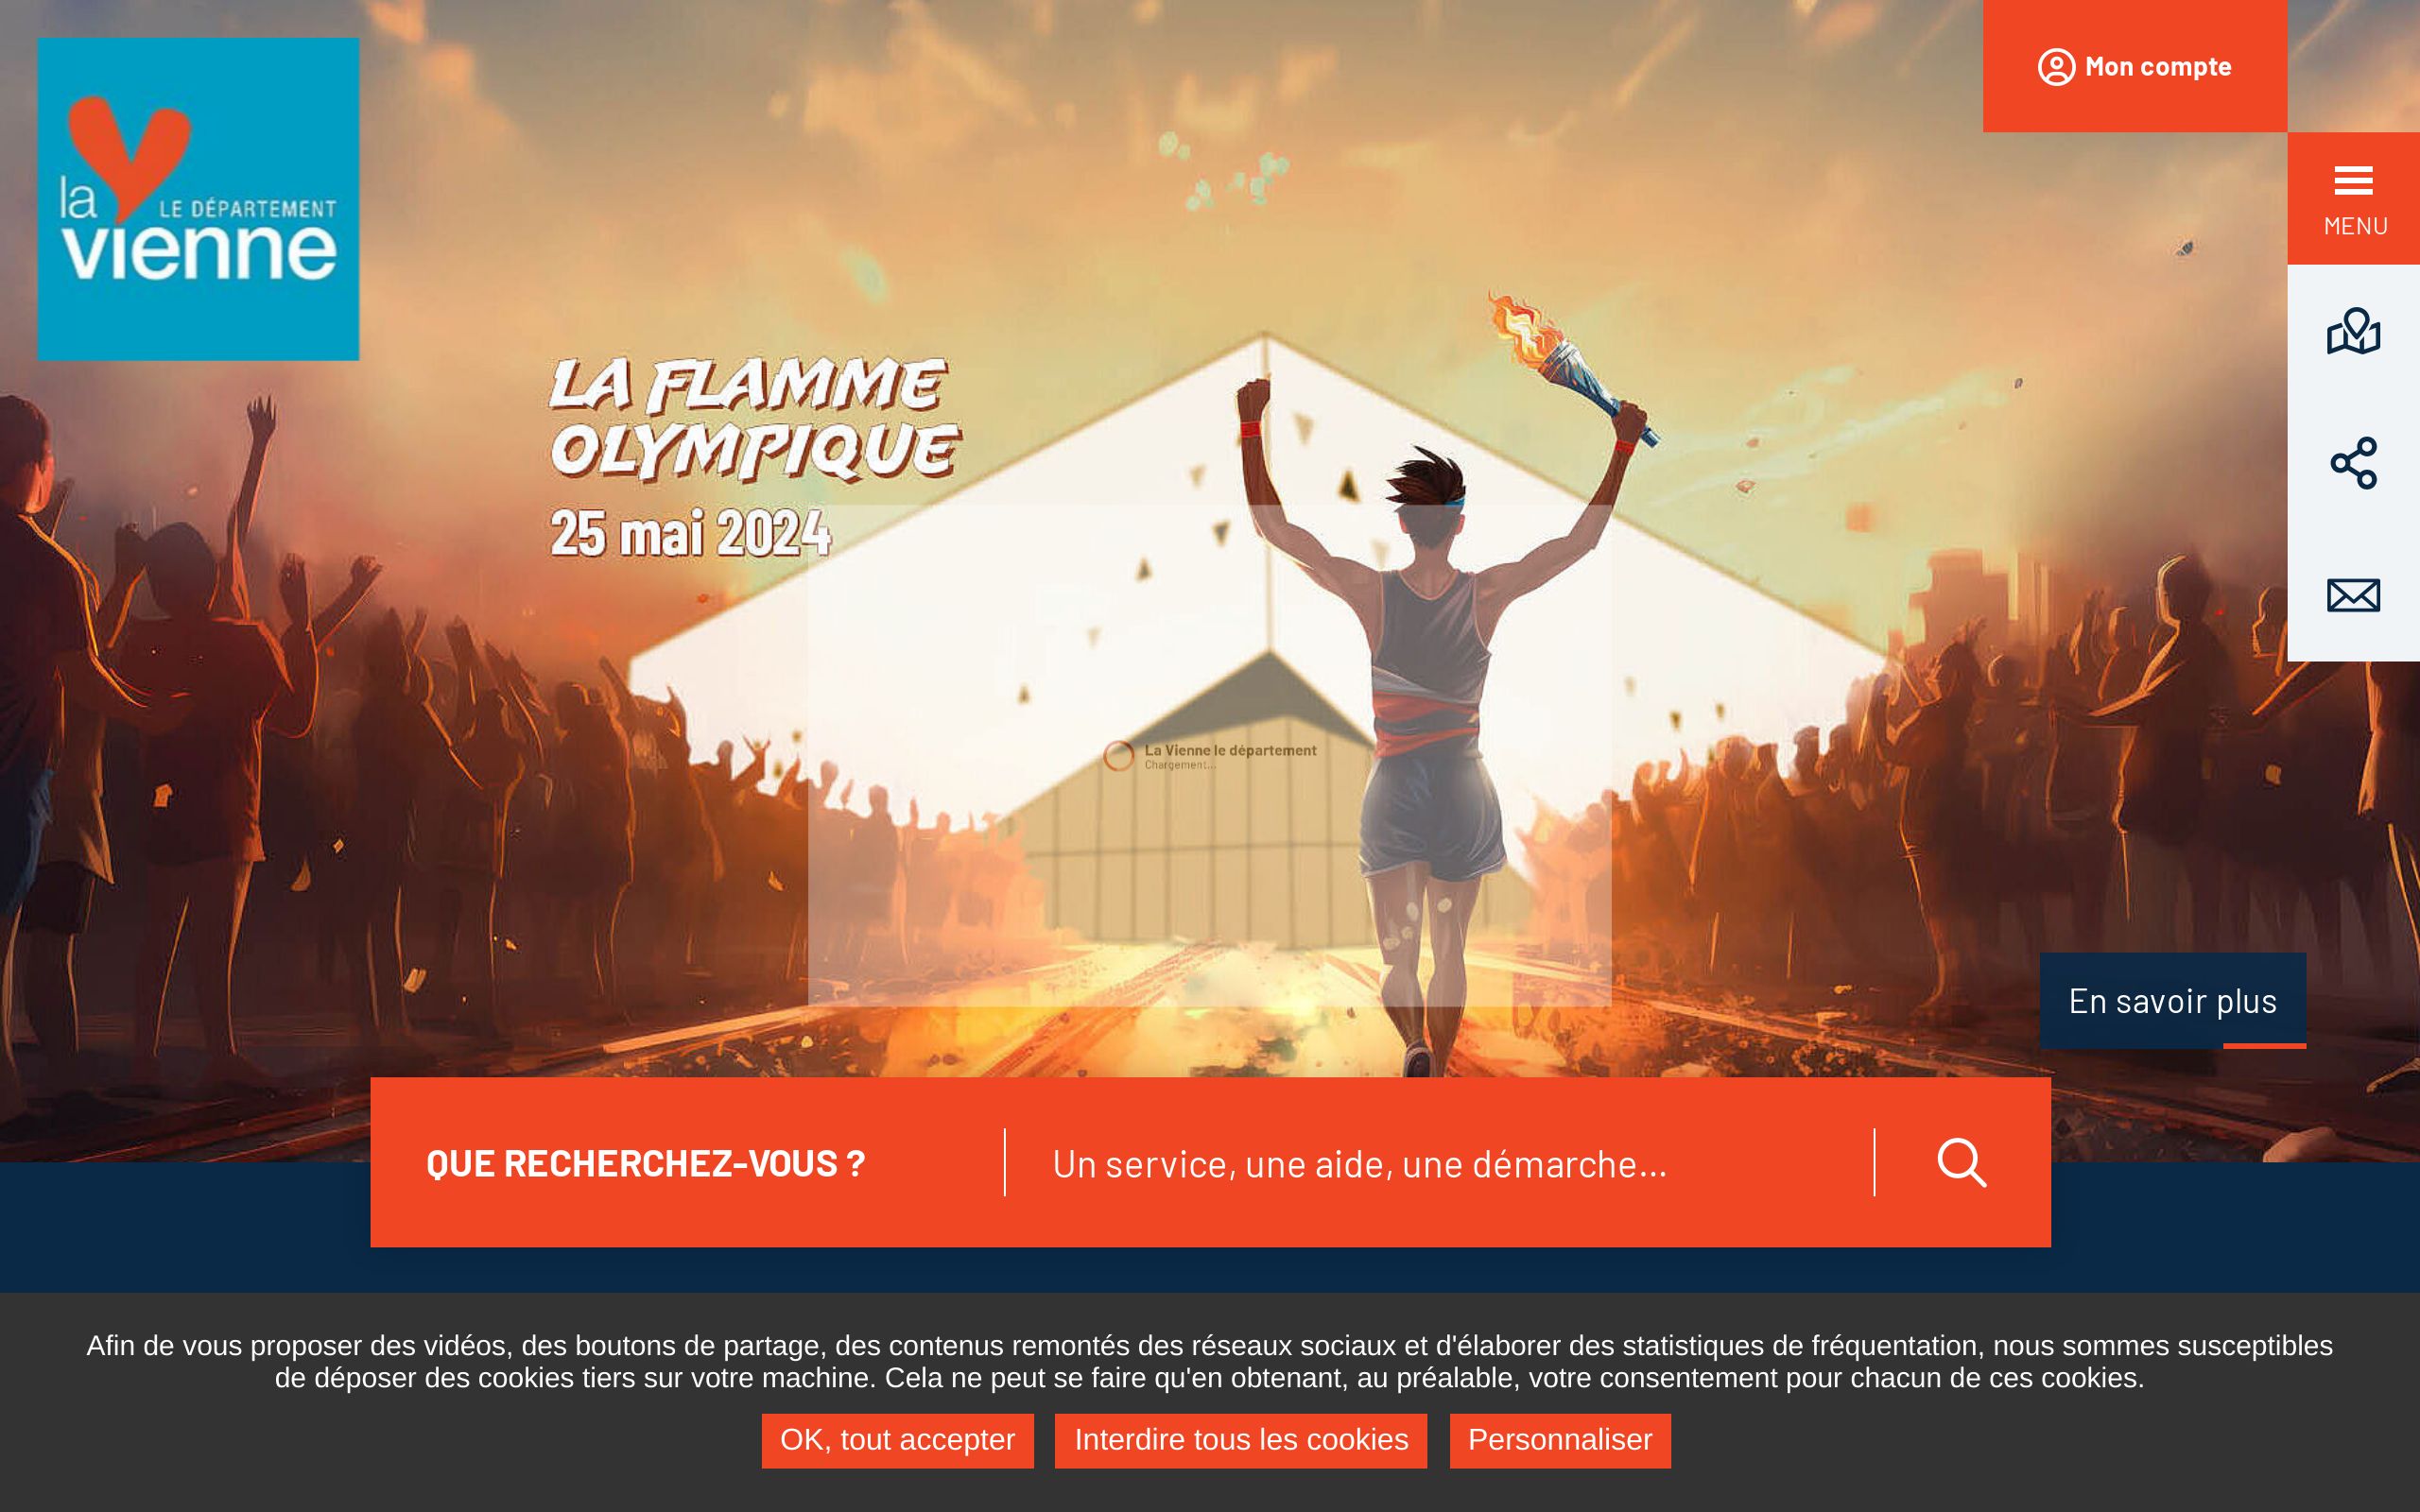 Mon compte
la
LE DÉPARTEMENT
vienne
MENU
LA FLAMME
OLYMPIQUE
25 mai 2024
La Vienne le département
Chargement...
En savoir plus
QUE RECHERCHEZ-VOUS ?
Un service, une aide, une démarche...
Afin de vous proposer des vidéos, des boutons de partage, des contenus remontés des réseaux sociaux et d'élaborer des statistiques de fréquentation, nous sommes susceptibles
de déposer des cookies tiers sur votre machine. Cela ne peut se faire qu'en obtenant, au préalable, votre consentement pour chacun de ces cookies.
OK, tout accepter
Interdire tous les cookies
Personnaliser